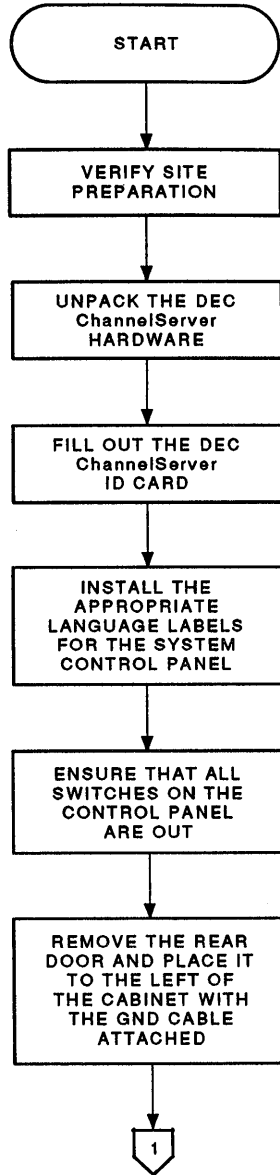 START
VERIFY SITE
PREPARATION
UNPACK THE DEC
ChannelServer
HARDWARE
FILL OUT THE DEC
ChannelServer
ID CARD
INSTALL THE
APPROPRIATE
LANGUAGE LABELS
FOR THE SYSTEM
CONTROL PANEL
ENSURE THAT ALL
SWITCHES ON THE
CONTROL PANEL
ARE OUT
REMOVE THE REAR
DOOR AND PLACE IT
TO THE LEFT OF
THE CABINET WITH
THE GND CABLE
ATTACHED
1